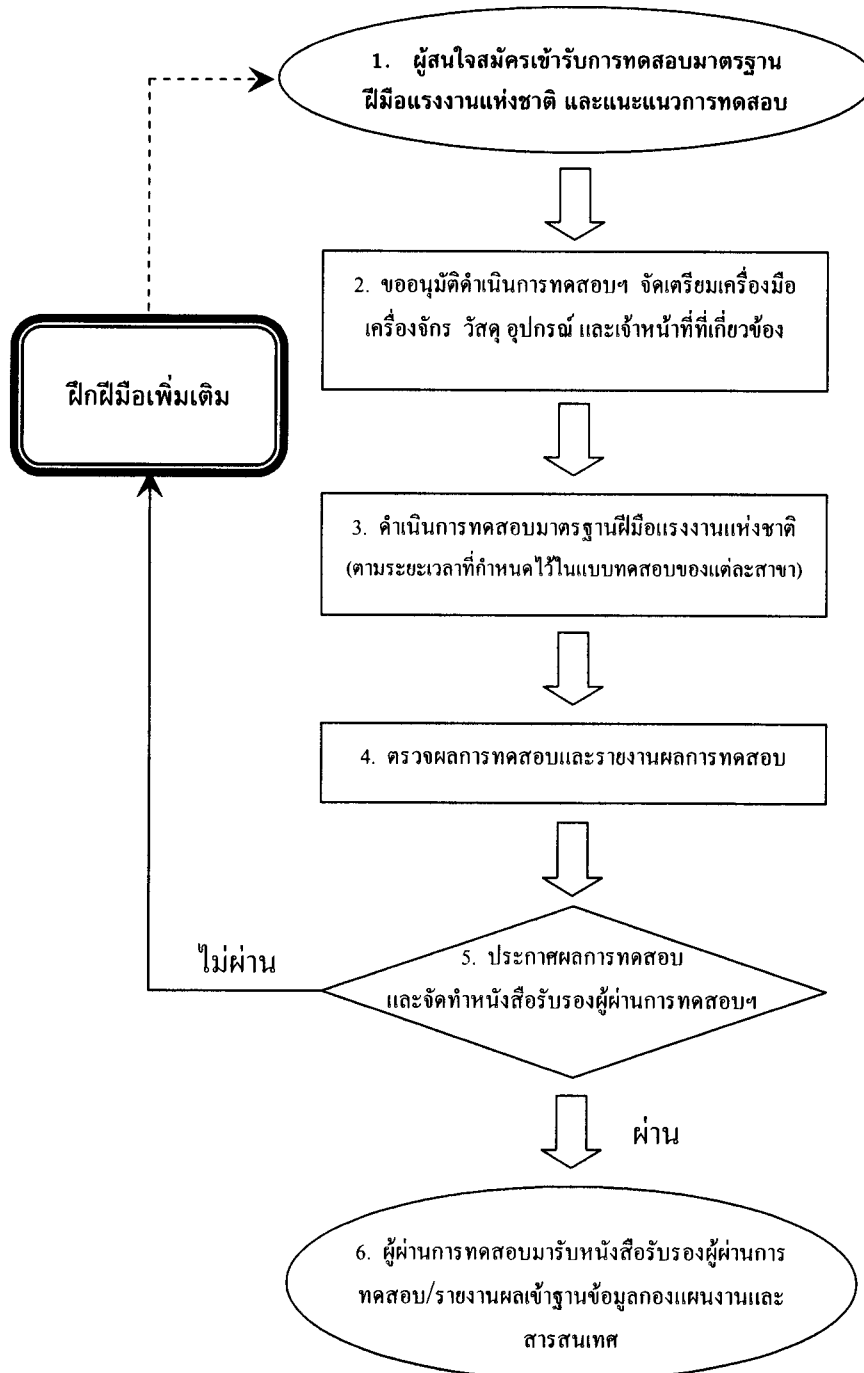 1. ผู้สนใจสมัครเข้ารับการทดสอบมาตรฐาน
ฝีมือแรงงานแห่งชาติ และแนะแนวการทดสอบ
2. ขออนุมัติดำเนินการทดสอบฯ จัดเตรียมเครื่องมือ
เครื่องจักร วัสดุ อุปกรณ์ และเจ้าหน้าที่ที่เกี่ยวข้อง
ฝึกฝีมือเพิ่มเติม
3. ดำเนินการทดสอบมาตรฐานฝีมือแรงงานแห่งชาติ
(ตามระยะเวลาที่กำหนดไว้ในแบบทดสอบของแต่ละสาขา)
4. ตรวจผลการทดสอบและรายงานผลการทดสอบ
ไม่ผ่าน
5. ประกาศผลการทดสอบ
และจัดทำหนังสือรับรองผู้ผ่านการทดสอบฯ
ผ่าน
6. ผู้ผ่านการทดสอบมารับหนังสือรับรองผู้ผ่านการ
ทดสอบ/รายงานผลเข้าฐานข้อมูลกองแผนงานและ
สารสนเทศ